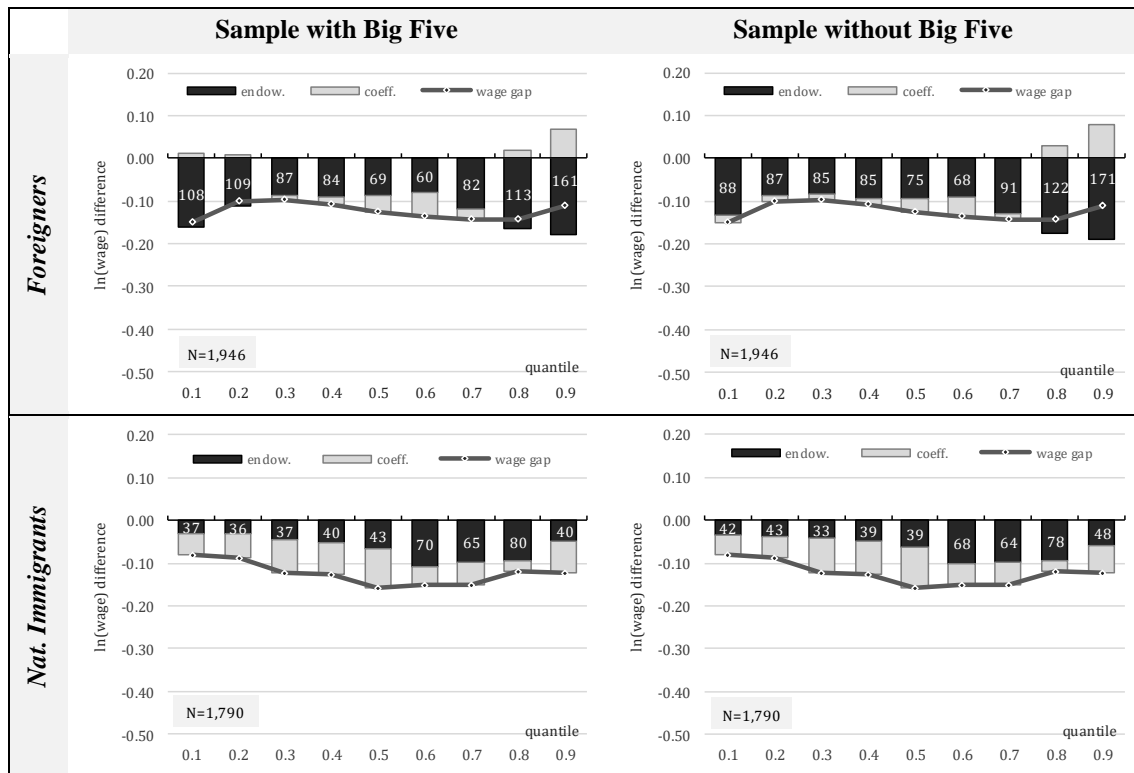 Sample with Big Five
Sample without Big Five
Foreigners
ln(wage) difference
0.20
0.10
0.00
-0.10
-0.20
-0.30
-0.40
-0.50
endow. coeff. wage gap
108 109 87 84 69 60 82 113 161
N=1,946
quantile
0.1 0.2 0.3 0.4 0.5 0.6 0.7 0.8 0.9
ln(wage) difference
0.20
0.10
0.00
-0.10
-0.20
-0.30
-0.40
-0.50
endow. coeff. wage gap
88 87 85 85 75 68 91 122 171
N=1,946
quantile
0.1 0.2 0.3 0.4 0.5 0.6 0.7 0.8 0.9
Nat. Immigrants
ln(wage) difference
0.20
0.10
0.00
-0.10
-0.20
-0.30
-0.40
-0.50
endow. coeff. wage gap
37 36 37 40 43 70 65 80 40
N=1,790
quantile
0.1 0.2 0.3 0.4 0.5 0.6 0.7 0.8 0.9
ln(wage) difference
0.20
0.10
0.00
-0.10
-0.20
-0.30
-0.40
-0.50
endow. coeff. wage gap
42 43 33 39 39 68 64 78 48
N=1,790
quantile
0.1 0.2 0.3 0.4 0.5 0.6 0.7 0.8 0.9